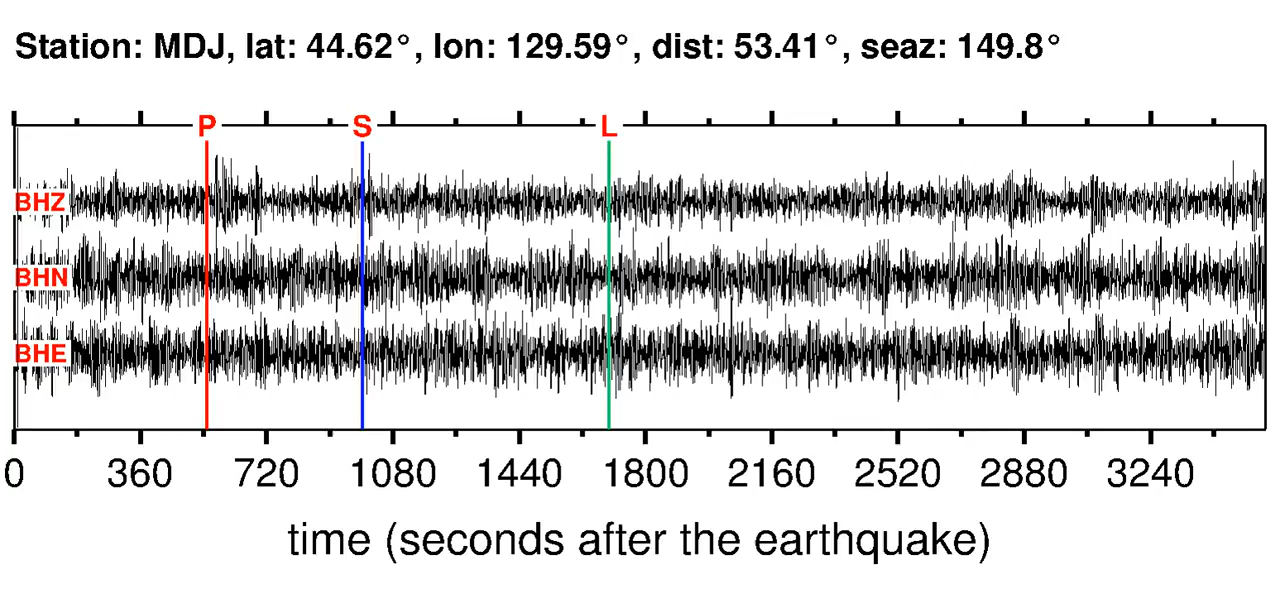 Station: MDJ, lat: 44.62°, lon: 129.59°, dist: 53.41°, seaz: 149.8°
P S L
BHZ
BHN
BHE
0 360 720 1080 1440 1800 2160 2520 2880 3240
time (seconds after the earthquake)